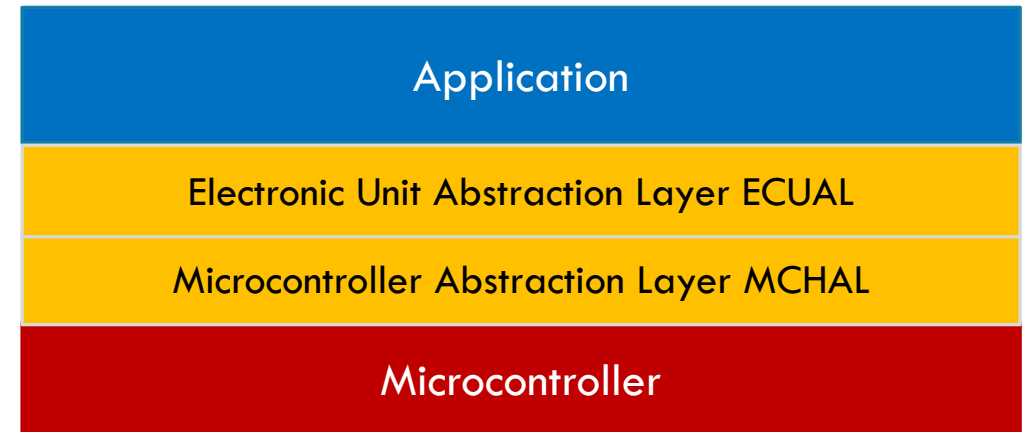 Application
Electronic Unit Abstraction Layer ECUAL
Microcontroller Abstraction Layer MCHAL
Microcontroller